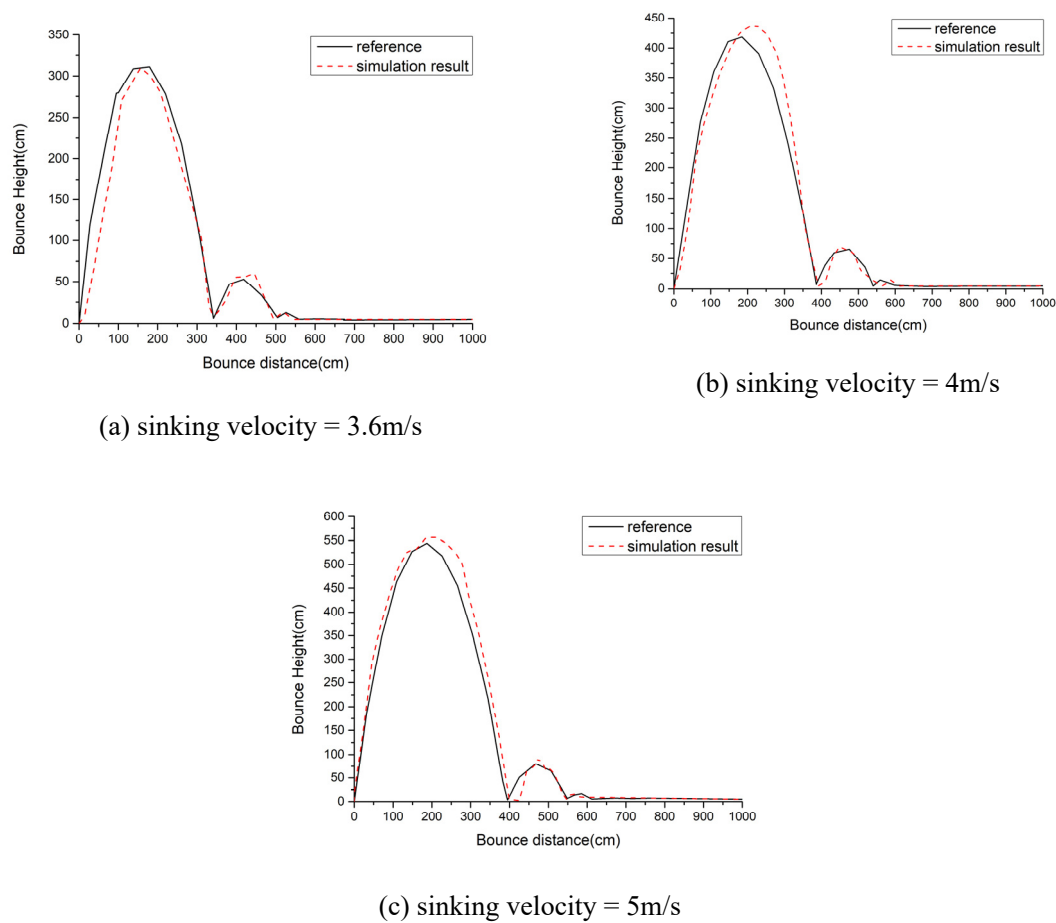 350
300
250
200
150
100
50
0
Bounce Height(cm)
reference
simulation result
0 100 200 300 400 500 600 700 800 900 1000
Bounce distance(cm)
(a) sinking velocity = 3.6m/s
450
400
350
300
250
200
150
100
50
0
Bounce Height(cm)
reference
simulation result
0 100 200 300 400 500 600 700 800 900 1000
Bounce distance(cm)
(b) sinking velocity = 4m/s
600
550
500
450
400
350
300
250
200
150
100
50
0
Bounce Height(cm)
reference
simulation result
0 100 200 300 400 500 600 700 800 900 1000
Bounce distance(cm)
(c) sinking velocity = 5m/s